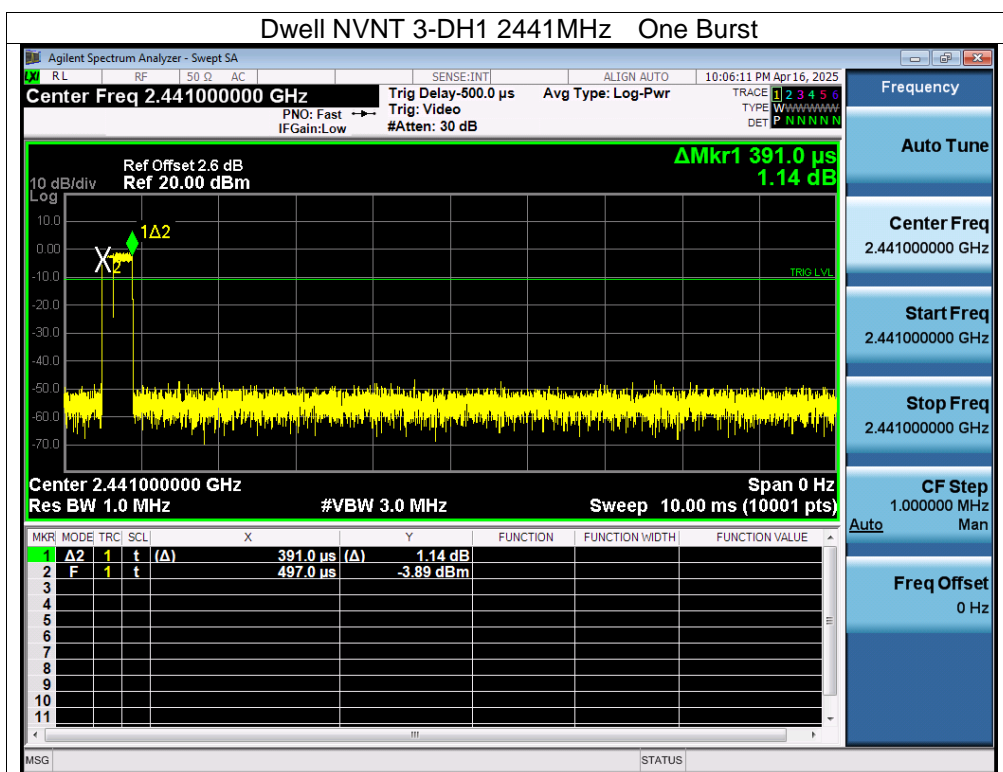 Dwell NVNT 3-DH1 2441MHz One Burst
Agilent Spectrum Analyzer - Swept SA
LXI RL RF 50 Ω AC SENSE:INT ALIGN AUTO 10:06:11 PM Apr 16, 2025
Center Freq 2.441000000 GHz
PNO: Fast
IFGain:Low
Trig Delay-500.0 µs
Trig: Video
#Atten: 30 dB
Avg Type: Log-Pwr
TRACE 1 2 3 4 5 6
TYPE WWWWWW
DET P N N N N N
Ref Offset 2.6 dB
10 dB/div Ref 20.00 dBm
Log
ΔMkr1 391.0 µs
1.14 dB
10.0
0.00
-10.0
-20.0
-30.0
-40.0
-50.0
-60.0
-70.0
1Δ2
2
TRIG LVL
Center 2.441000000 GHz Span 0 Hz
Res BW 1.0 MHz #VBW 3.0 MHz Sweep 10.00 ms (10001 pts)
MKR MODE TRC SCL X Y FUNCTION FUNCTION WIDTH FUNCTION VALUE
1 Δ2 1 t (Δ) 391.0 µs (Δ) 1.14 dB
2 F 1 t 497.0 µs -3.89 dBm
3
4
5
6
7
8
9
10
11
MSG STATUS
Frequency
Auto Tune
Center Freq
2.441000000 GHz
Start Freq
2.441000000 GHz
Stop Freq
2.441000000 GHz
CF Step
1.000000 MHz
Auto Man
Freq Offset
0 Hz